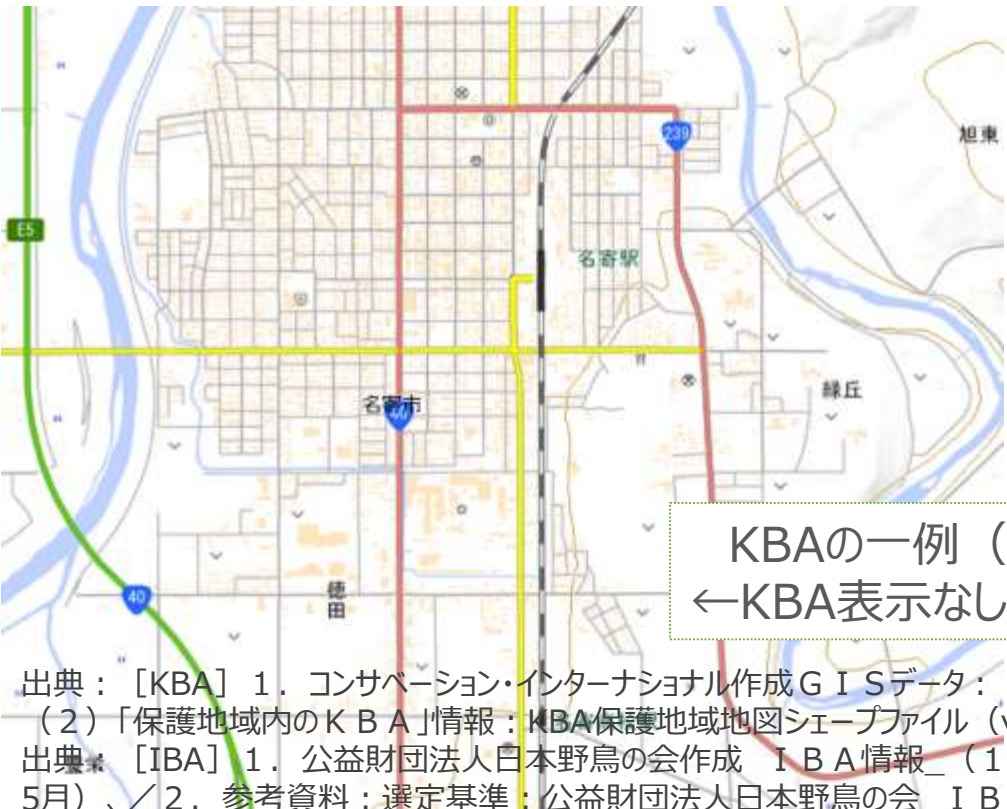 旭東
239
E5
名寄駅
緑丘
名寄市
40
KBAの一例（
←KBA表示なし
40
徳田
出典：［KBA］１．コンサベーション・インターナショナル作成ＧＩＳデータ：
（２）「保護地域内のＫＢＡ」情報：KBA保護地域地図シェープファイル（
出典：［IBA］１．公益財団法人日本野鳥の会作成　ＩＢＡ情報_（１
5月）、／２．参考資料：選定基準：公益財団法人日本野鳥の会　ＩＢ